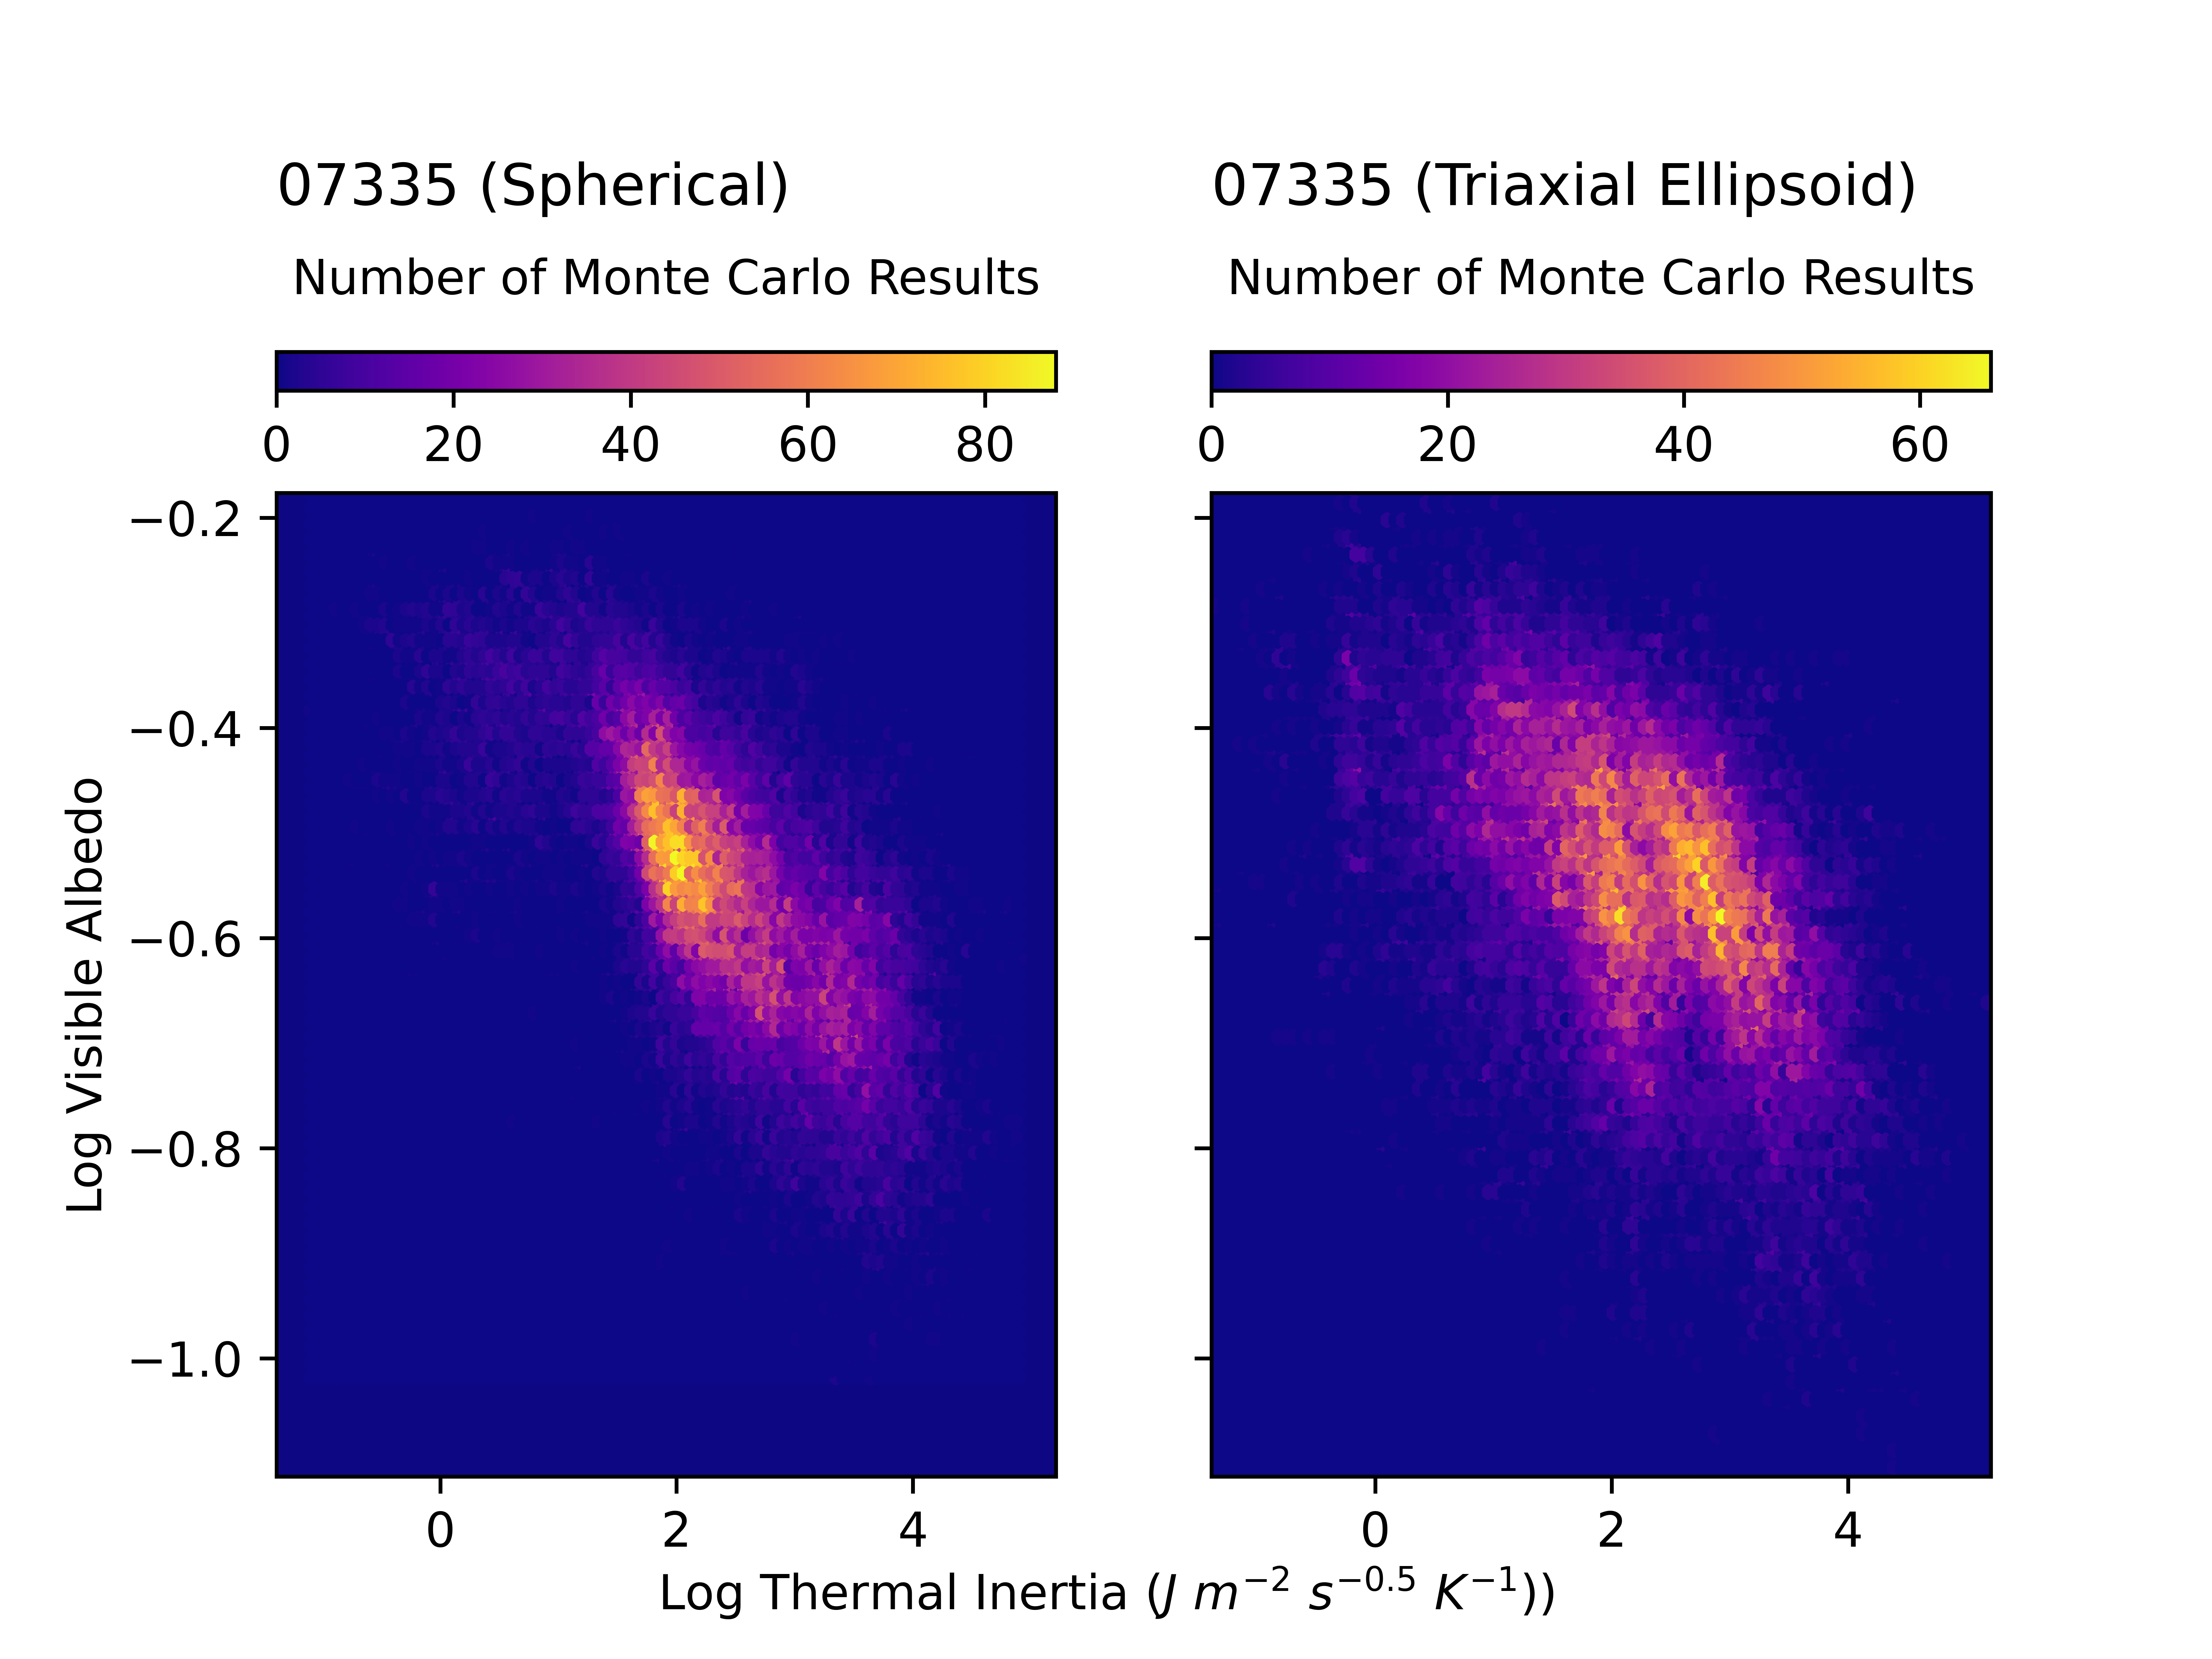 07335 (Spherical)
Number of Monte Carlo Results
0 20 40 60 80
07335 (Triaxial Ellipsoid)
Number of Monte Carlo Results
0 20 40 60
Log Visible Albedo
−0.2
−0.4
−0.6
−0.8
−1.0
0 2 4
0 2 4
Log Thermal Inertia (J m⁻² s⁻⁰·⁵ K⁻¹))